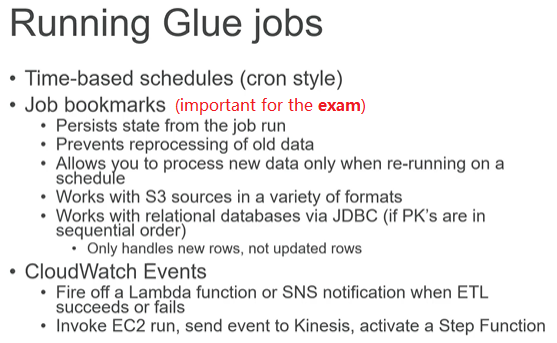 Running Glue jobs
• Time-based schedules (cron style)
• Job bookmarks (important for the exam)
• Persists state from the job run
• Prevents reprocessing of old data
• Allows you to process new data only when re-running on a
schedule
• Works with S3 sources in a variety of formats
• Works with relational databases via JDBC (if PK's are in
sequential order)
• Only handles new rows, not updated rows
• CloudWatch Events
• Fire off a Lambda function or SNS notification when ETL
succeeds or fails
• Invoke EC2 run, send event to Kinesis, activate a Step Function